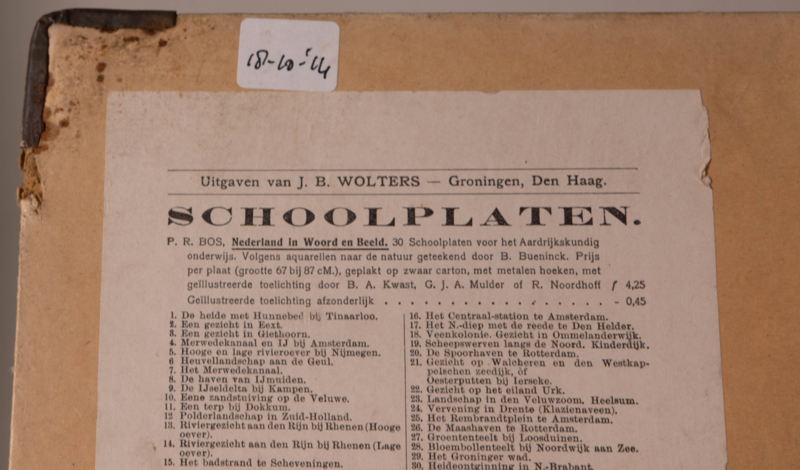 18-10-'14
Uitgaven van J. B. WOLTERS — Groningen, Den Haag.
SCHOOLPLATEN.
P. R. BOS, Nederland in Woord en Beeld. 30 Schoolplaten voor het Aardrijkskundig
onderwijs. Volgens aquarellen naar de natuur geteekend door B. Bueninck. Prijs
per plaat (grootte 67 bij 87 cM.), geplakt op zwaar carton, met metalen hoeken, met
geïllustreerde toelichting door B. A. Kwast, G. J. A. Mulder of R. Noordhoff ƒ 4,25
Geïllustreerde toelichting afzonderlijk . . . . . . . . . . . . . . . - 0,45
1. De heide met Hunnebed bij Tinaarloo.
2. Een gezicht in Eext.
3. Een gezicht in Giethoorn.
4. Merwedekanaal en IJ bij Amsterdam.
5. Hooge en lage rivieroever bij Nijmegen.
6. Heuvellandschap aan de Geul.
7. Het Merwedekanaal.
8. De haven van IJmuiden.
9. De IJseldelta bij Kampen.
10. Eene zandstuiving op de Veluwe.
11. Een terp bij Dokkum.
12. Polderlandschap in Zuid-Holland.
13. Riviergezicht aan den Rijn bij Rhenen (Hooge
oever).
14. Riviergezicht aan den Rijn bij Rhenen (Lage
oever).
15. Het badstrand te Scheveningen.
16. Het Centraal-station te Amsterdam.
17. Het N.-diep met de reede te Den Helder.
18. Veenkolonie. Gezicht in Ommelanderwijk.
19. Scheepswerven langs de Noord. Kinderdijk.
20. De Spoorhaven te Rotterdam.
21. Gezicht op Walcheren en den Westkap-
pelschen zeedijk, òf
Oesterputten bij Ierseke.
22. Gezicht op het eiland Urk.
23. Landschap in den Veluwzoom, Heelsum.
24. Vervening in Drente (Klazienaveen).
25. Het Rembrandtplein te Amsterdam.
26. De Maashaven te Rotterdam.
27. Groententeelt bij Loosduinen.
28. Bloembollenteelt bij Noordwijk aan Zee.
29. Het Groninger wad.
30. Heideontginning in N.-Brabant.